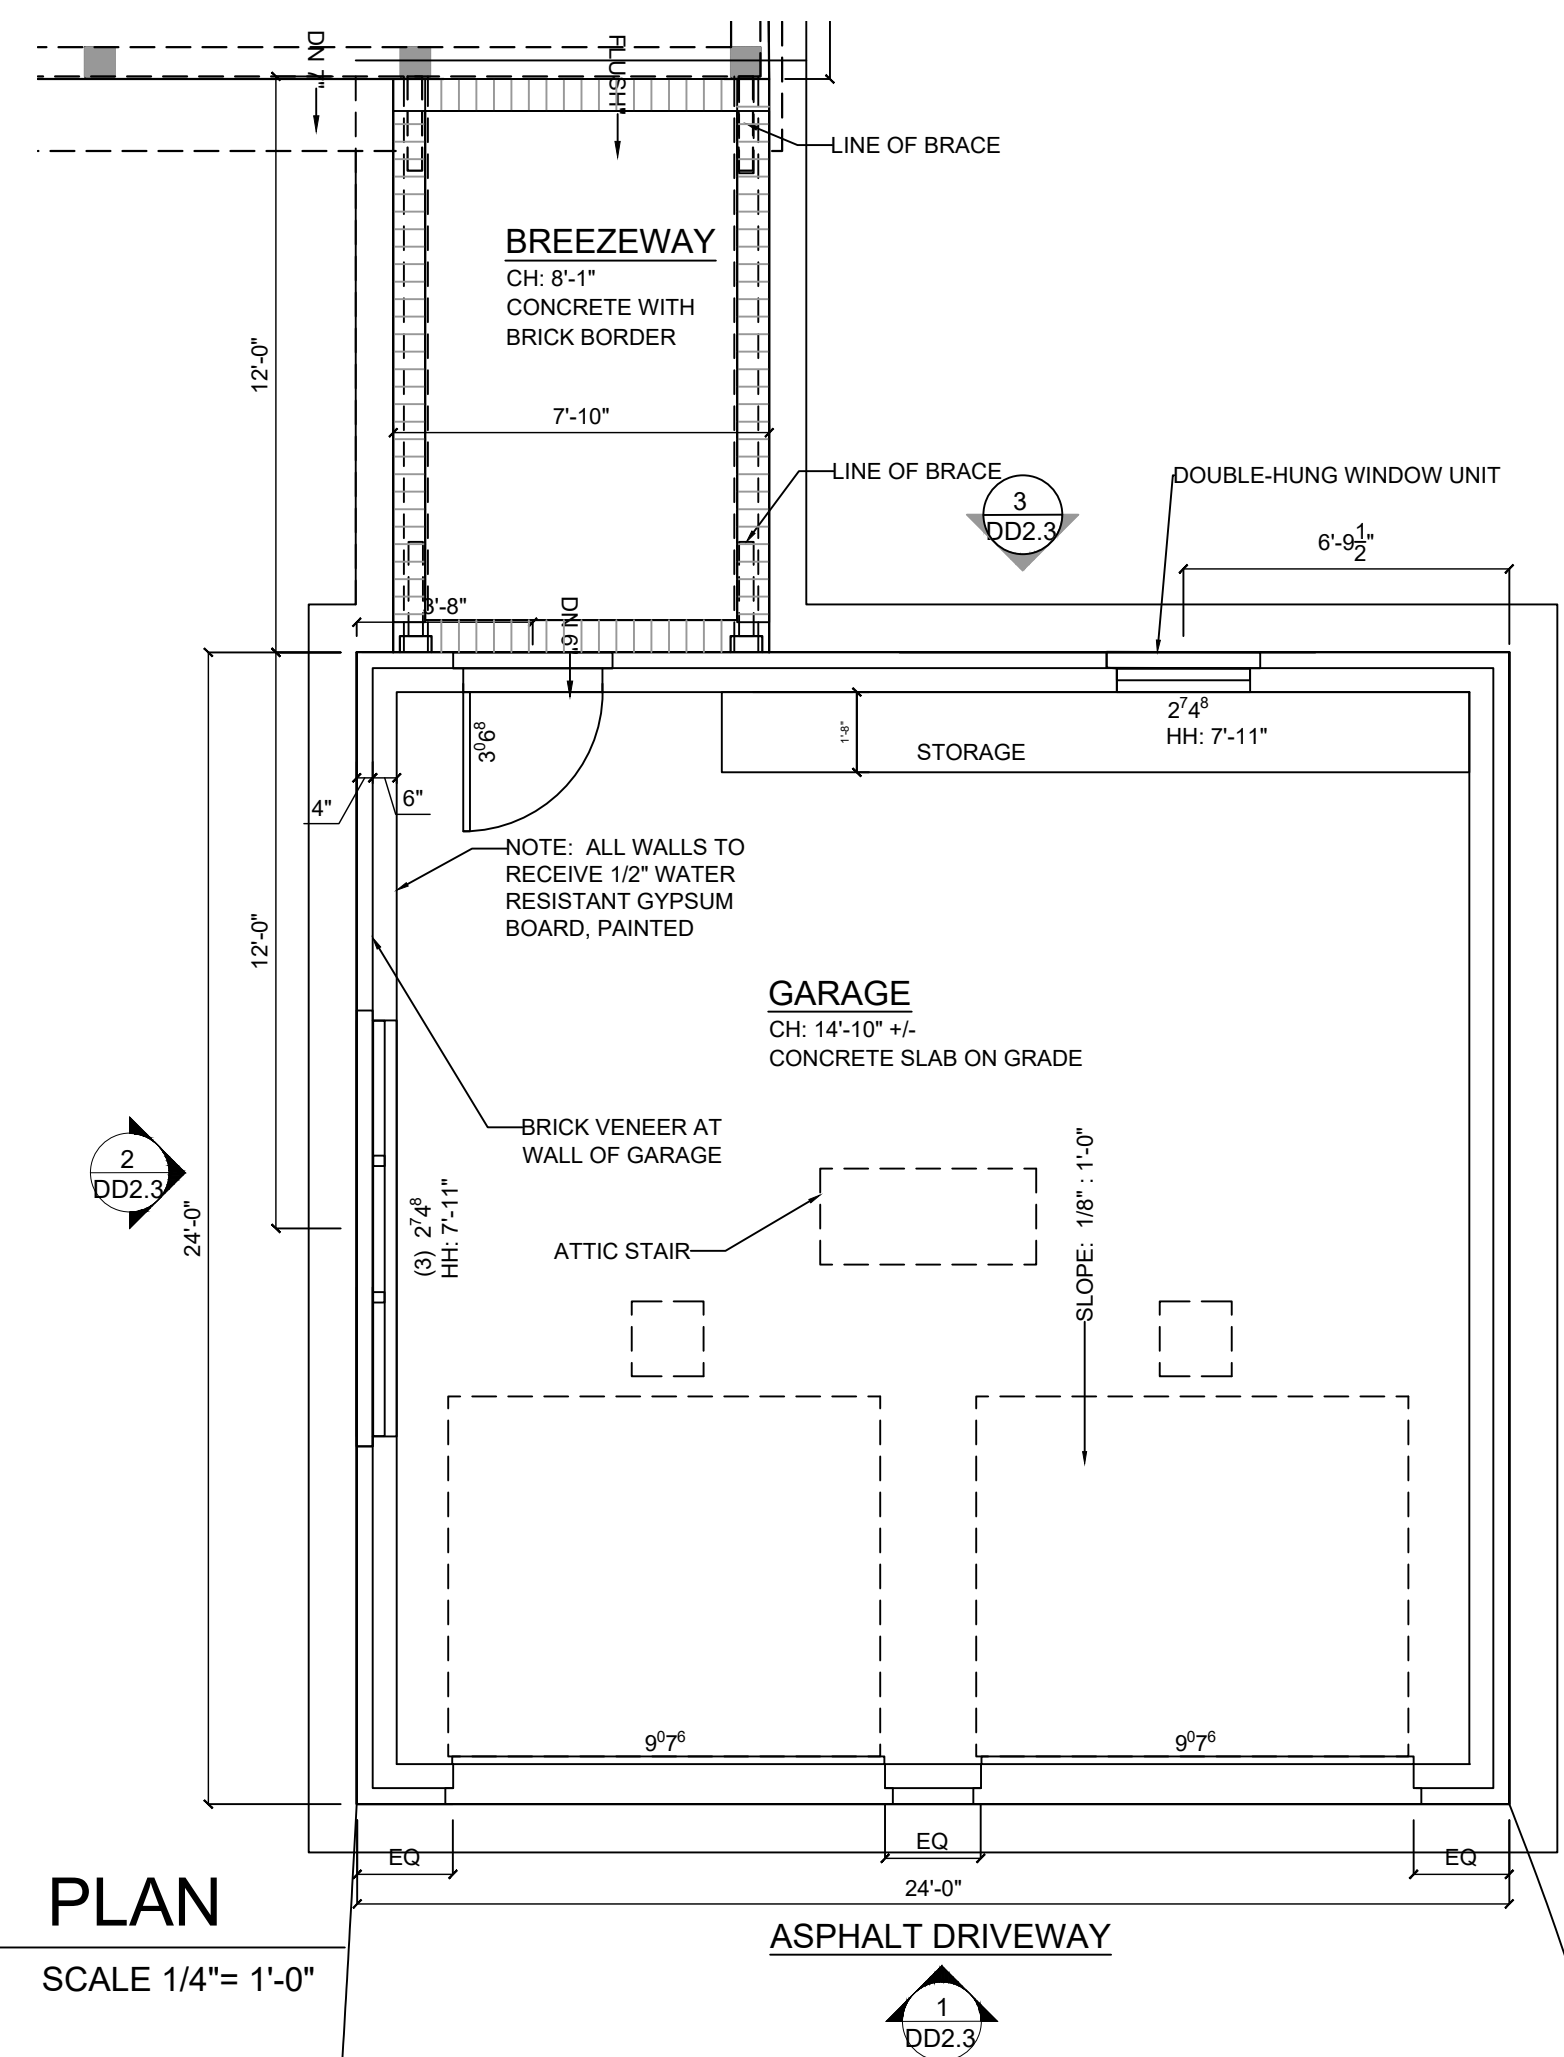 DN 7"
FLUSH"
LINE OF BRACE
BREEZEWAY
CH: 8'-1"
CONCRETE WITH
BRICK BORDER
12'-0"
7'-10"
LINE OF BRACE
3
DD2.3
DOUBLE-HUNG WINDOW UNIT
6'-9 1/2"
3'-8"
DN 6"
3⁰6⁸
1'-8"
STORAGE
2⁷4⁸
HH: 7'-11"
4"
6"
NOTE: ALL WALLS TO
RECEIVE 1/2" WATER
RESISTANT GYPSUM
BOARD, PAINTED
12'-0"
GARAGE
CH: 14'-10" +/-
CONCRETE SLAB ON GRADE
BRICK VENEER AT
WALL OF GARAGE
2
DD2.3
24'-0"
(3) 2⁷4⁸
HH: 7'-11"
ATTIC STAIR
SLOPE: 1/8" : 1'-0"
9⁰7⁶
9⁰7⁶
EQ
EQ
EQ
24'-0"
PLAN
SCALE 1/4"= 1'-0"
ASPHALT DRIVEWAY
1
DD2.3